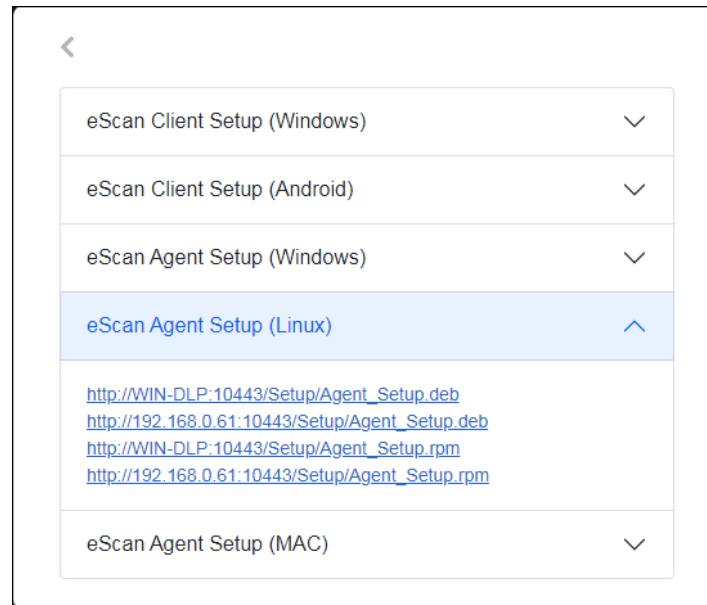 eScan Client Setup (Windows)
eScan Client Setup (Android)
eScan Agent Setup (Windows)
eScan Agent Setup (Linux)
http://WIN-DLP:10443/Setup/Agent_Setup.deb
http://192.168.0.61:10443/Setup/Agent_Setup.deb
http://WIN-DLP:10443/Setup/Agent_Setup.rpm
http://192.168.0.61:10443/Setup/Agent_Setup.rpm
eScan Agent Setup (MAC)